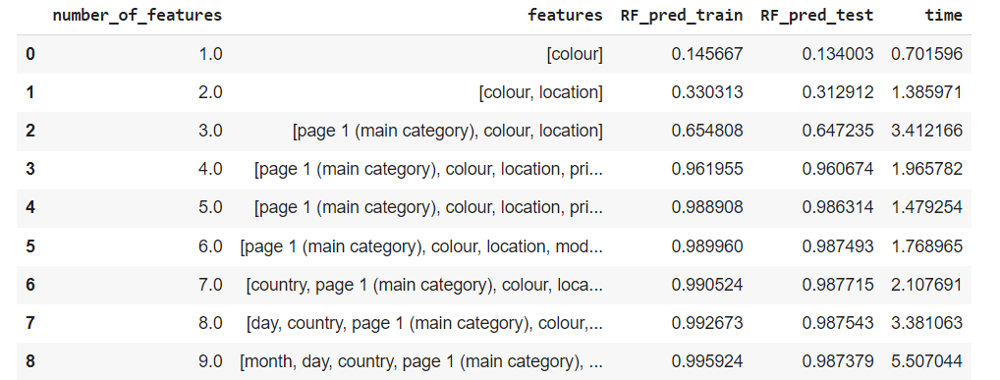 number_of_features features RF_pred_train RF_pred_test time
0 1.0 [colour] 0.145667 0.134003 0.701596
1 2.0 [colour, location] 0.330313 0.312912 1.385971
2 3.0 [page 1 (main category), colour, location] 0.654808 0.647235 3.412166
3 4.0 [page 1 (main category), colour, location, pri... 0.961955 0.960674 1.965782
4 5.0 [page 1 (main category), colour, location, pri... 0.988908 0.986314 1.479254
5 6.0 [page 1 (main category), colour, location, mod... 0.989960 0.987493 1.768965
6 7.0 [country, page 1 (main category), colour, loca... 0.990524 0.987715 2.107691
7 8.0 [day, country, page 1 (main category), colour,... 0.992673 0.987543 3.381063
8 9.0 [month, day, country, page 1 (main category), ... 0.995924 0.987379 5.507044